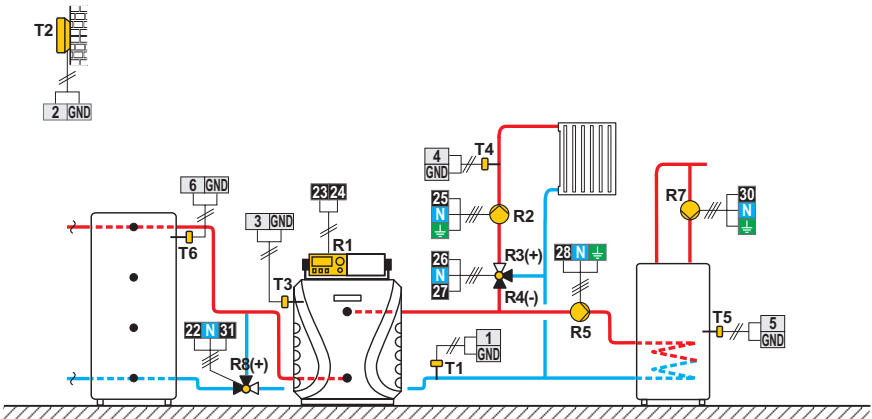 T2
2 GND
6 GND
T6
22 N 31
R8(+)
3 GND
T3
23 24
R1
4
GND
T4
25
N
R2
26
N
27
R3(+)
R4(-)
28 N
R5
1
GND
T1
R7
30
N
T5
5
GND